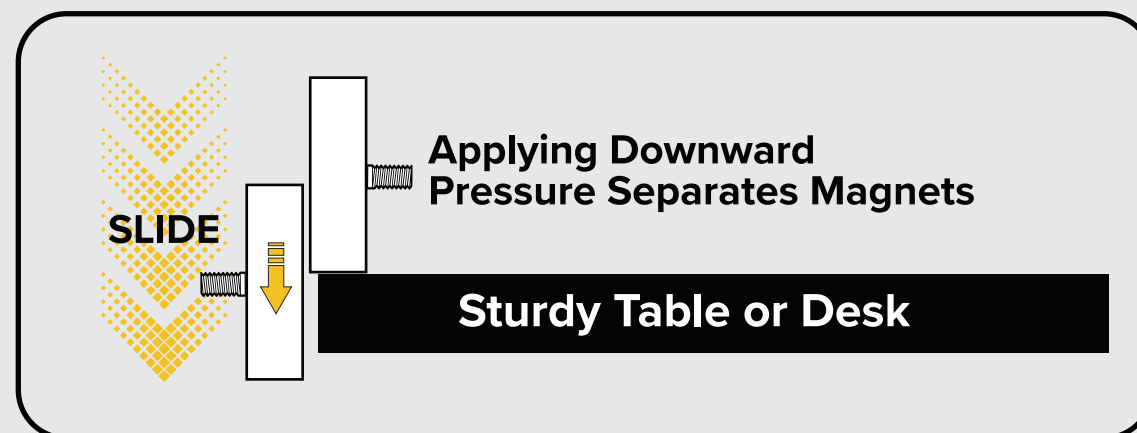 Applying Downward
Pressure Separates Magnets
SLIDE
Sturdy Table or Desk